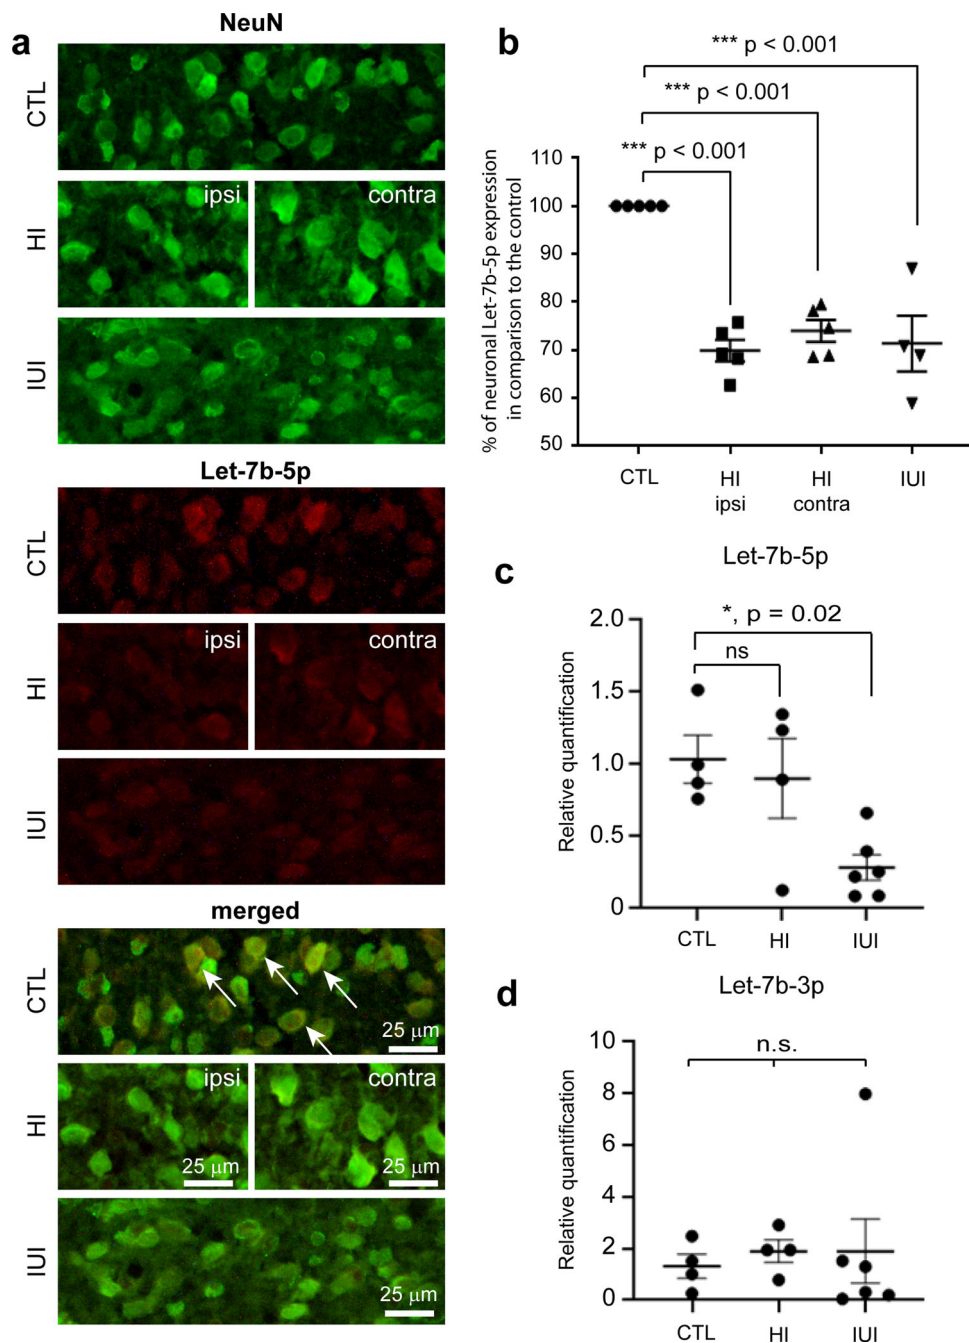 a
NeuN
CTL
HI
ipsi
contra
IUI
Let-7b-5p
CTL
HI
ipsi
contra
IUI
merged
CTL
25 μm
HI
ipsi
contra
25 μm
25 μm
IUI
25 μm
b
*** p < 0.001
*** p < 0.001
*** p < 0.001
% of neuronal Let-7b-5p expression
in comparison to the control
110
100
90
80
70
60
50
CTL
HI
ipsi
HI
contra
IUI
c
Let-7b-5p
*, p = 0.02
ns
Relative quantification
2.0
1.5
1.0
0.5
0
CTL
HI
IUI
d
Let-7b-3p
n.s.
Relative quantification
10
8
6
4
2
0
CTL
HI
IUI